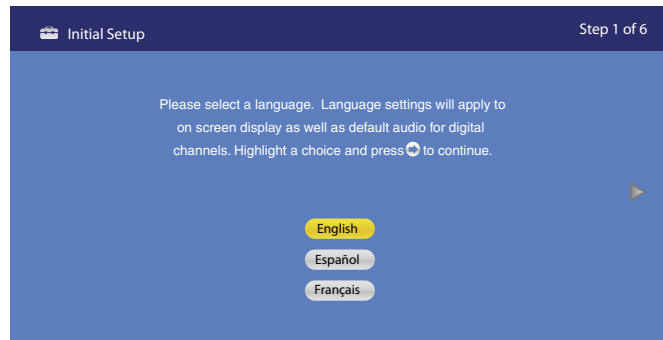 Initial Setup
Step 1 of 6
Please select a language. Language settings will apply to
on screen display as well as default audio for digital
channels. Highlight a choice and press to continue.
English
Español
Français